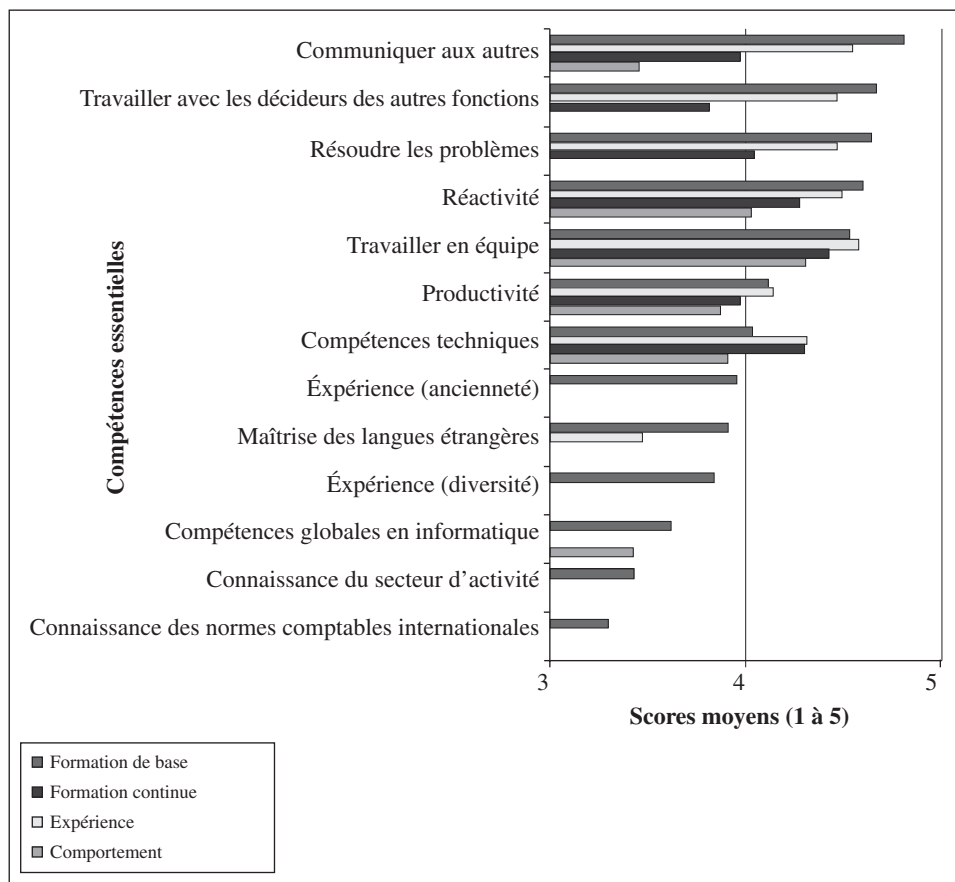 Communiquer aux autres
Travailler avec les décideurs des autres fonctions
Résoudre les problèmes
Réactivité
Travailler en équipe
Productivité
Compétences techniques
Éxpérience (ancienneté)
Maîtrise des langues étrangères
Éxpérience (diversité)
Compétences globales en informatique
Connaissance du secteur d’activité
Connaissance des normes comptables internationales
Compétences essentielles
3 4 5
Scores moyens (1 à 5)
Formation de base
Formation continue
Expérience
Comportement